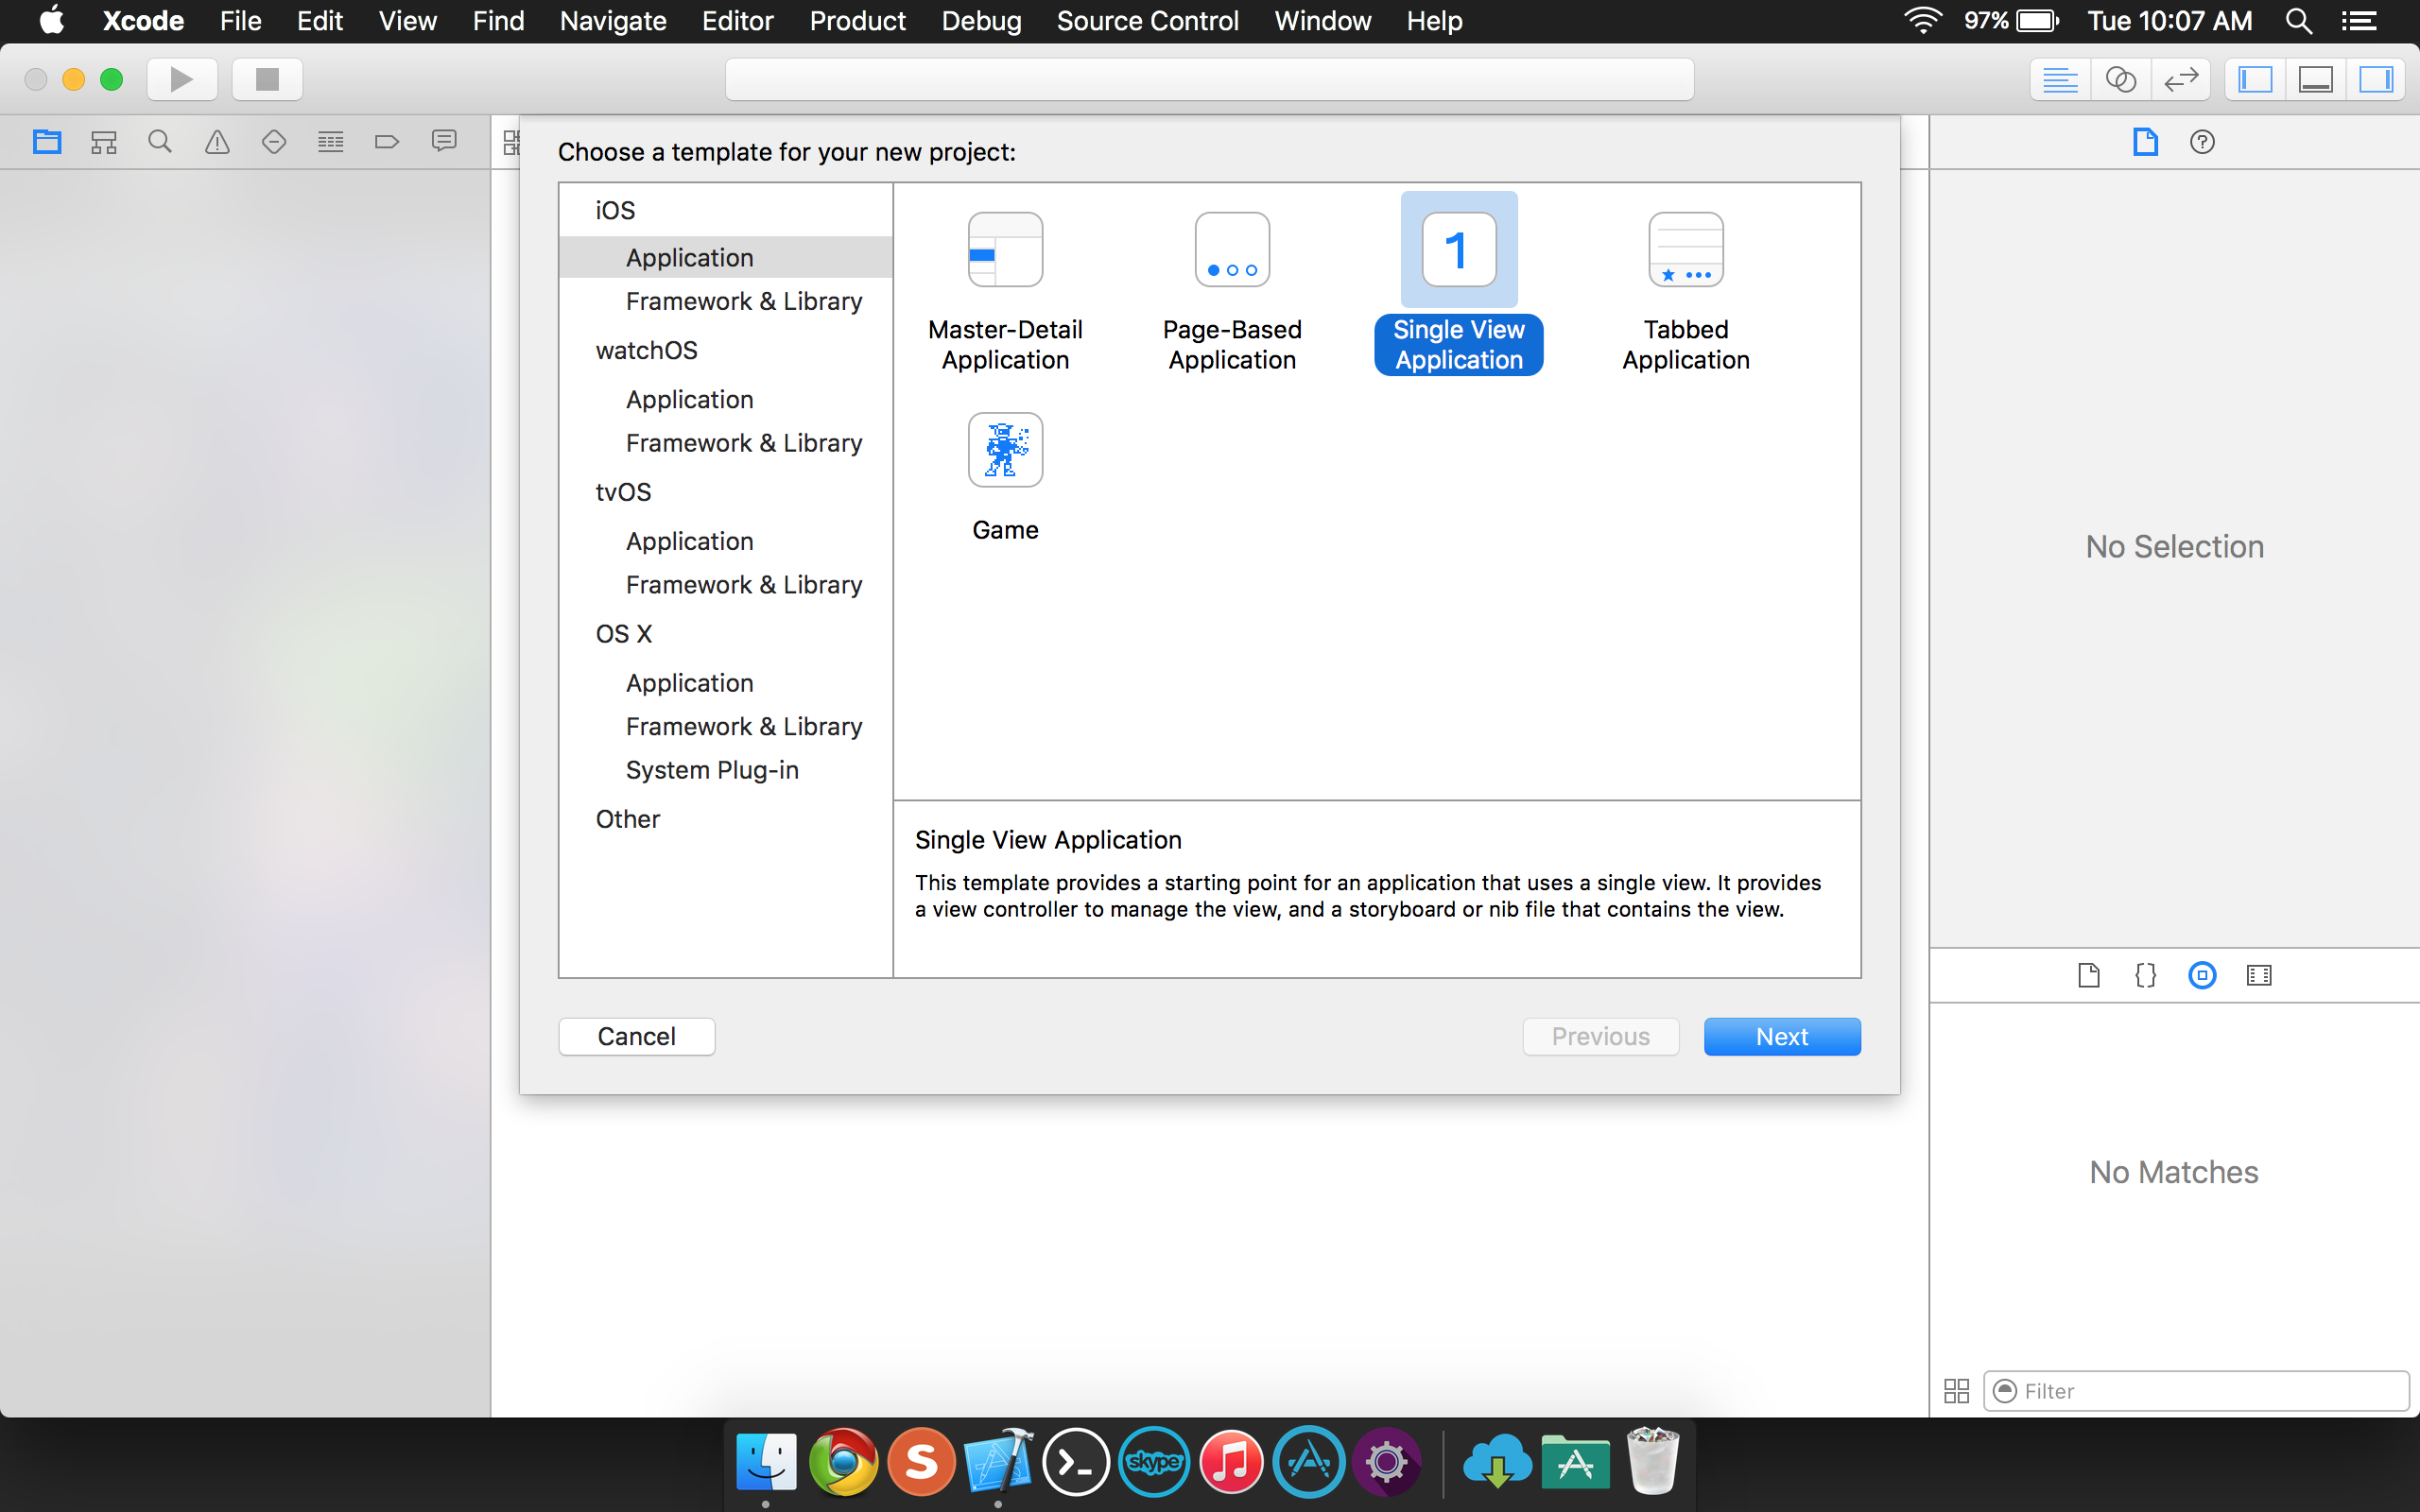 Xcode File Edit View Find Navigate Editor Product Debug Source Control Window Help 97% Tue 10:07 AM
Choose a template for your new project:
iOS
Application
Framework & Library
watchOS
Application
Framework & Library
tvOS
Application
Framework & Library
OS X
Application
Framework & Library
System Plug-in
Other
Master-Detail
Application
Page-Based
Application
1
Single View
Application
Tabbed
Application
Game
Single View Application
This template provides a starting point for an application that uses a single view. It provides
a view controller to manage the view, and a storyboard or nib file that contains the view.
Cancel
Previous
Next
No Selection
{}
No Matches
Filter
S
skype